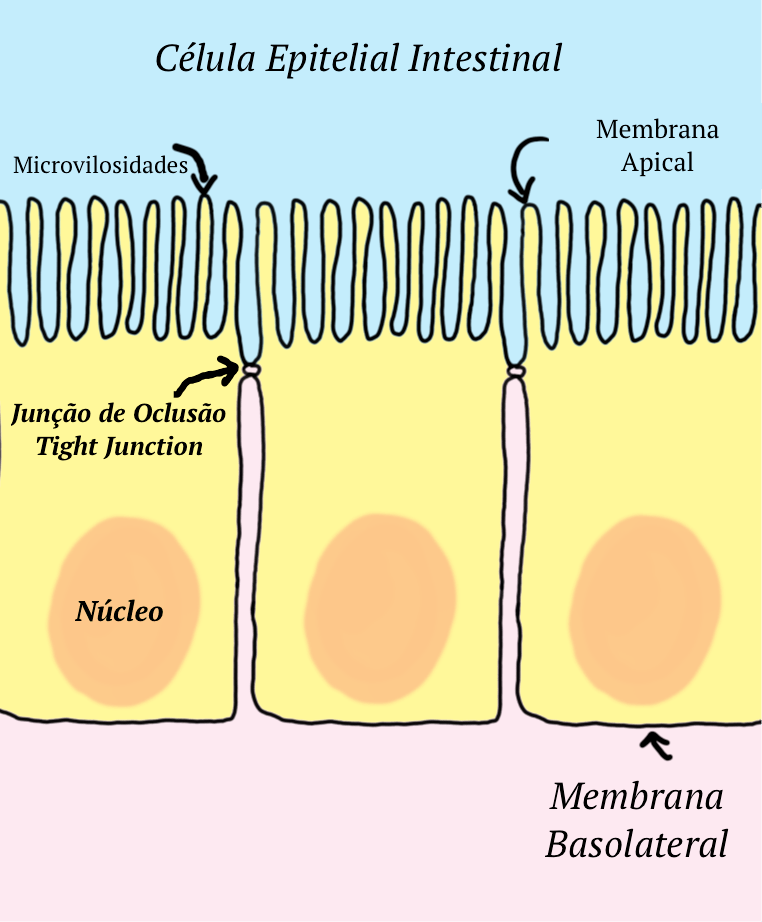 Célula Epitelial Intestinal
Microvilosidades
Membrana
Apical
Junção de Oclusão
Tight Junction
Núcleo
Membrana
Basolateral